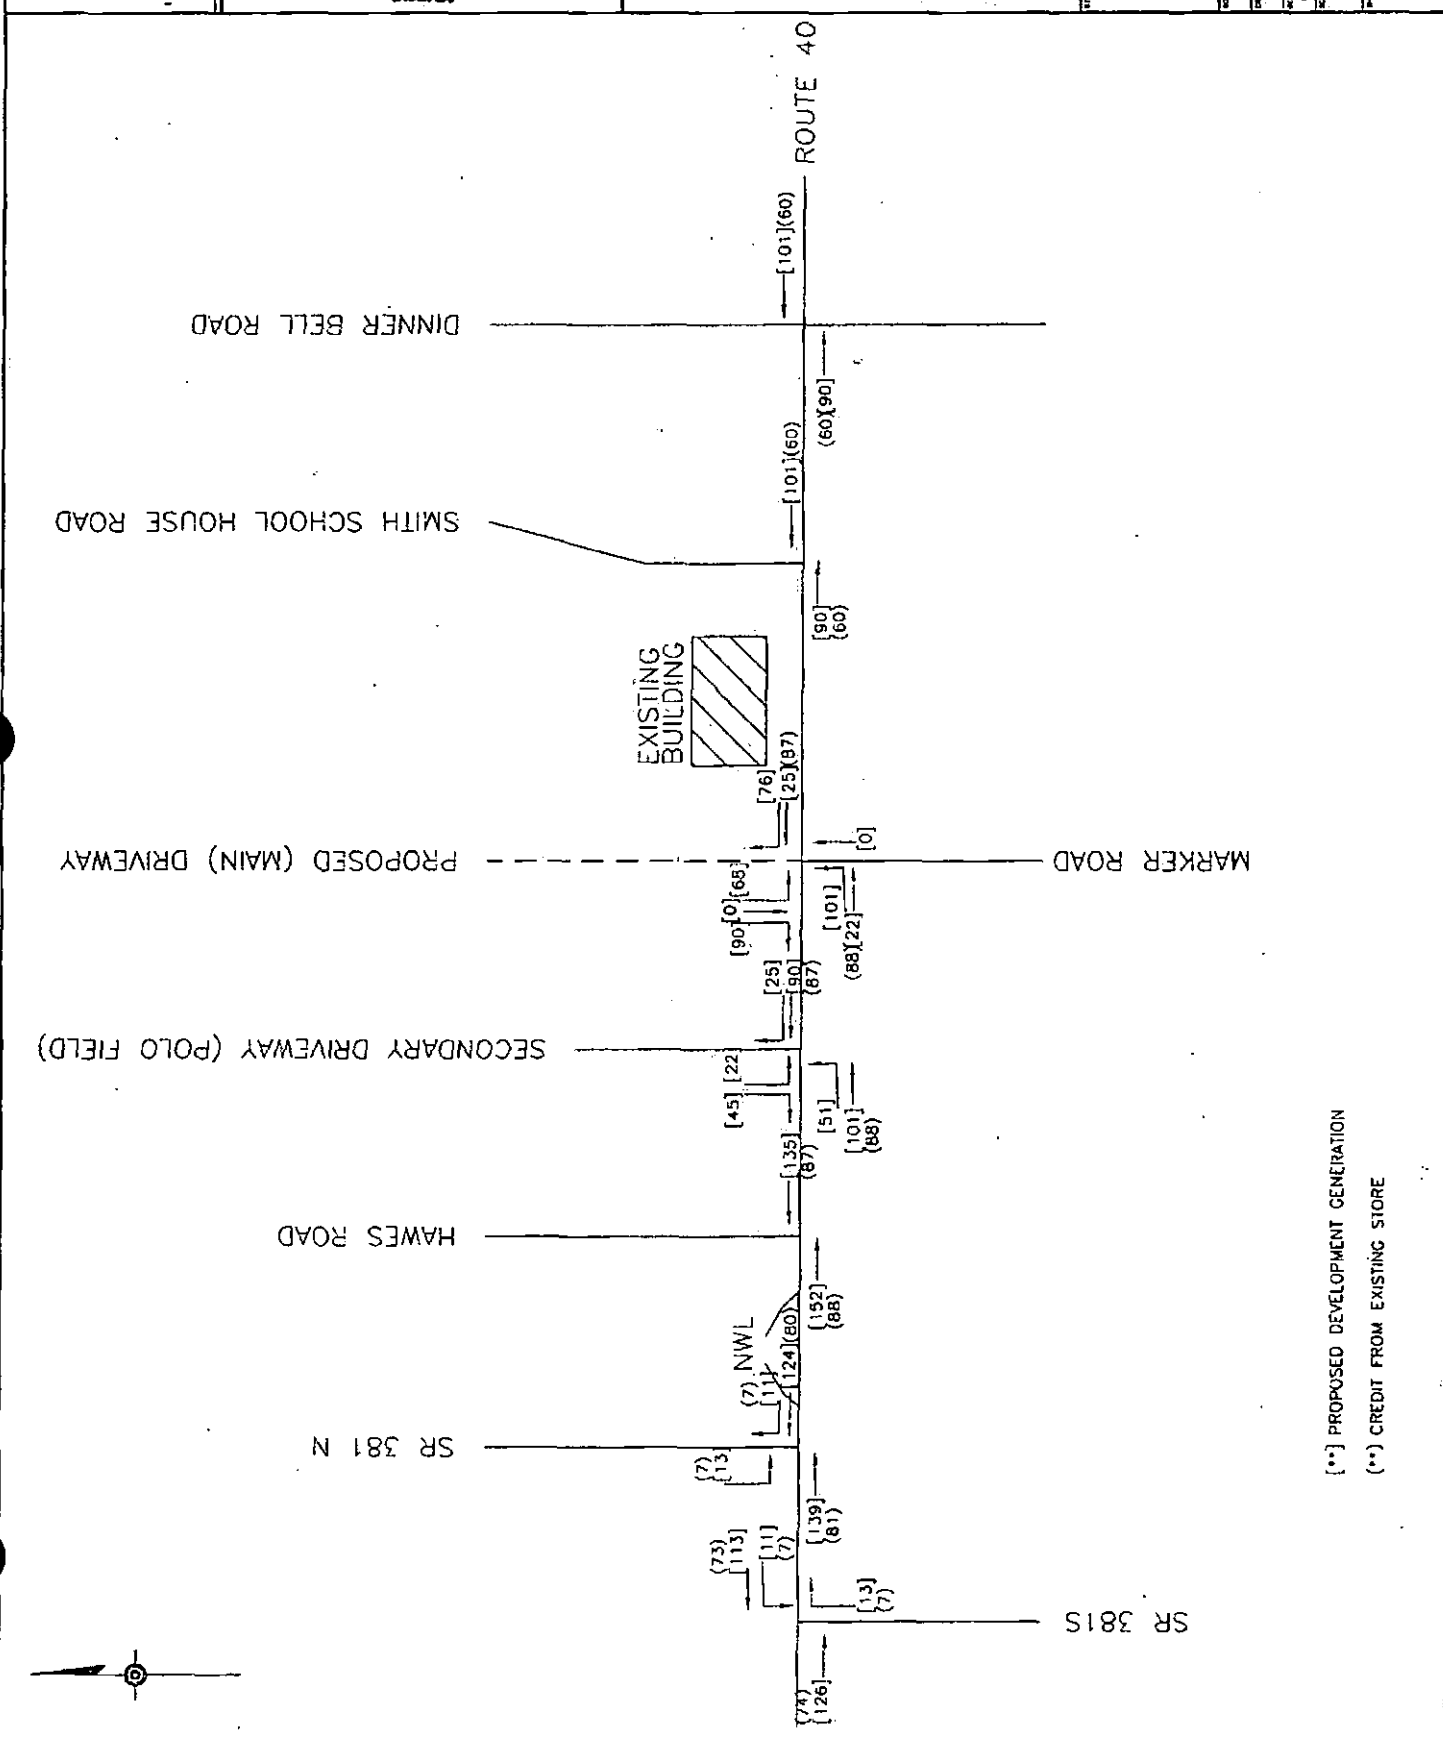 ROUTE 40
[101](60)
DINNER BELL ROAD
(60)[90]
[101](60)
SMITH SCHOOL HOUSE ROAD
[90]
(60)
EXISTING
BUILDING
[76]
[25](87)
PROPOSED (MAIN) DRIVEWAY
MARKER ROAD
[0]
[68]
[0]
[90]
[101]
(88)[22]
[25]
[90]
(87)
SECONDARY DRIVEWAY (POLO FIELD)
[22]
[45]
[51]
[101]
(88)
[135]
(87)
HAWES ROAD
[152]
(88)
NWL
(7)
[11]
[124](80)
SR 381 N
(7)
[13]
[139]
(81)
(73)
[113]
[11]
(7)
[13]
(7)
SR 381S
(74)
[126]
[**] PROPOSED DEVELOPMENT GENERATION
(**) CREDIT FROM EXISTING STORE